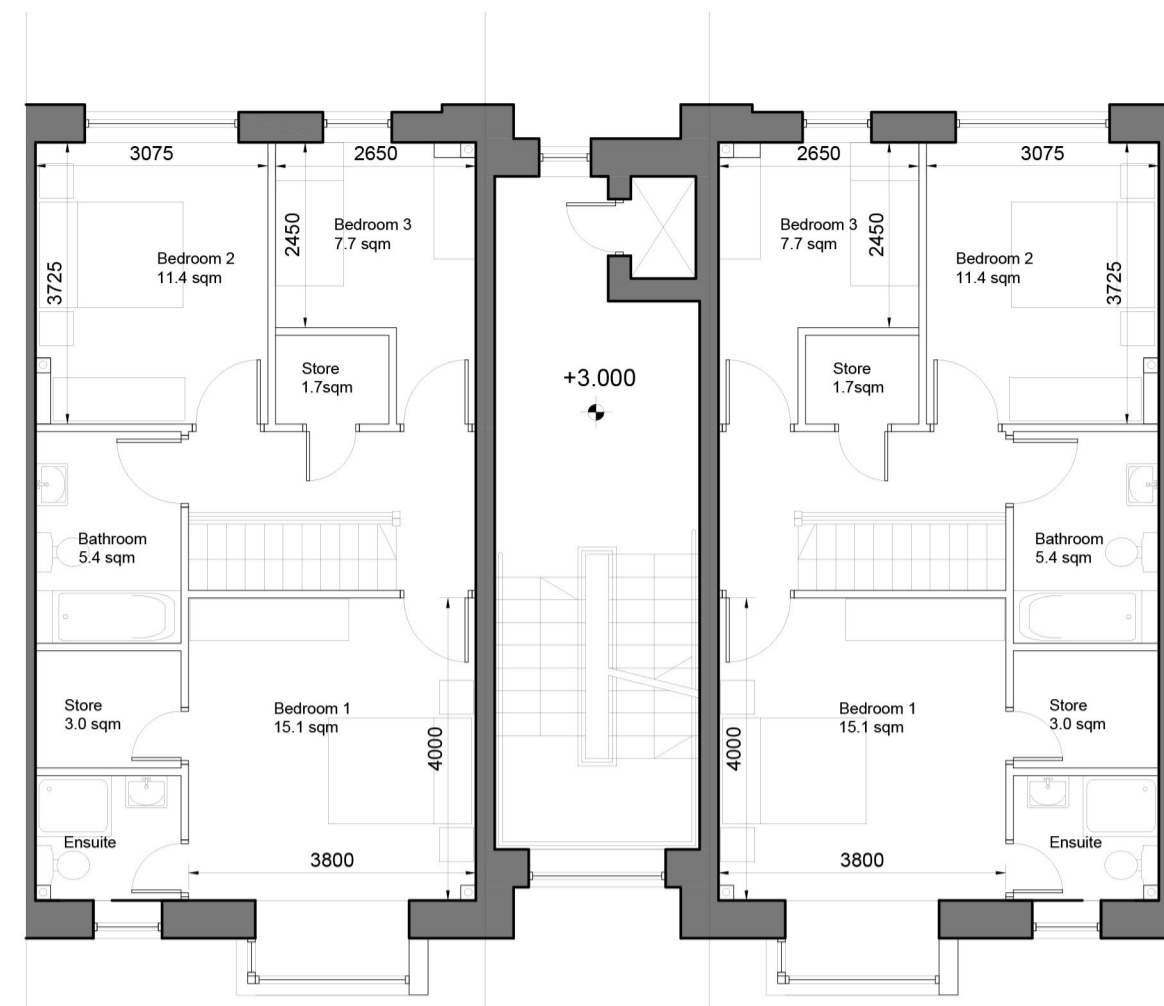 3075
2650
2650
3075
Bedroom 3
7.7 sqm
2450
Bedroom 2
11.4 sqm
3725
Bedroom 3
7.7 sqm
2450
Bedroom 2
11.4 sqm
3725
Store
1.7sqm
+3.000
Store
1.7sqm
Bathroom
5.4 sqm
Bathroom
5.4 sqm
Store
3.0 sqm
Bedroom 1
15.1 sqm
4000
4000
Bedroom 1
15.1 sqm
Store
3.0 sqm
Ensuite
3800
3800
Ensuite